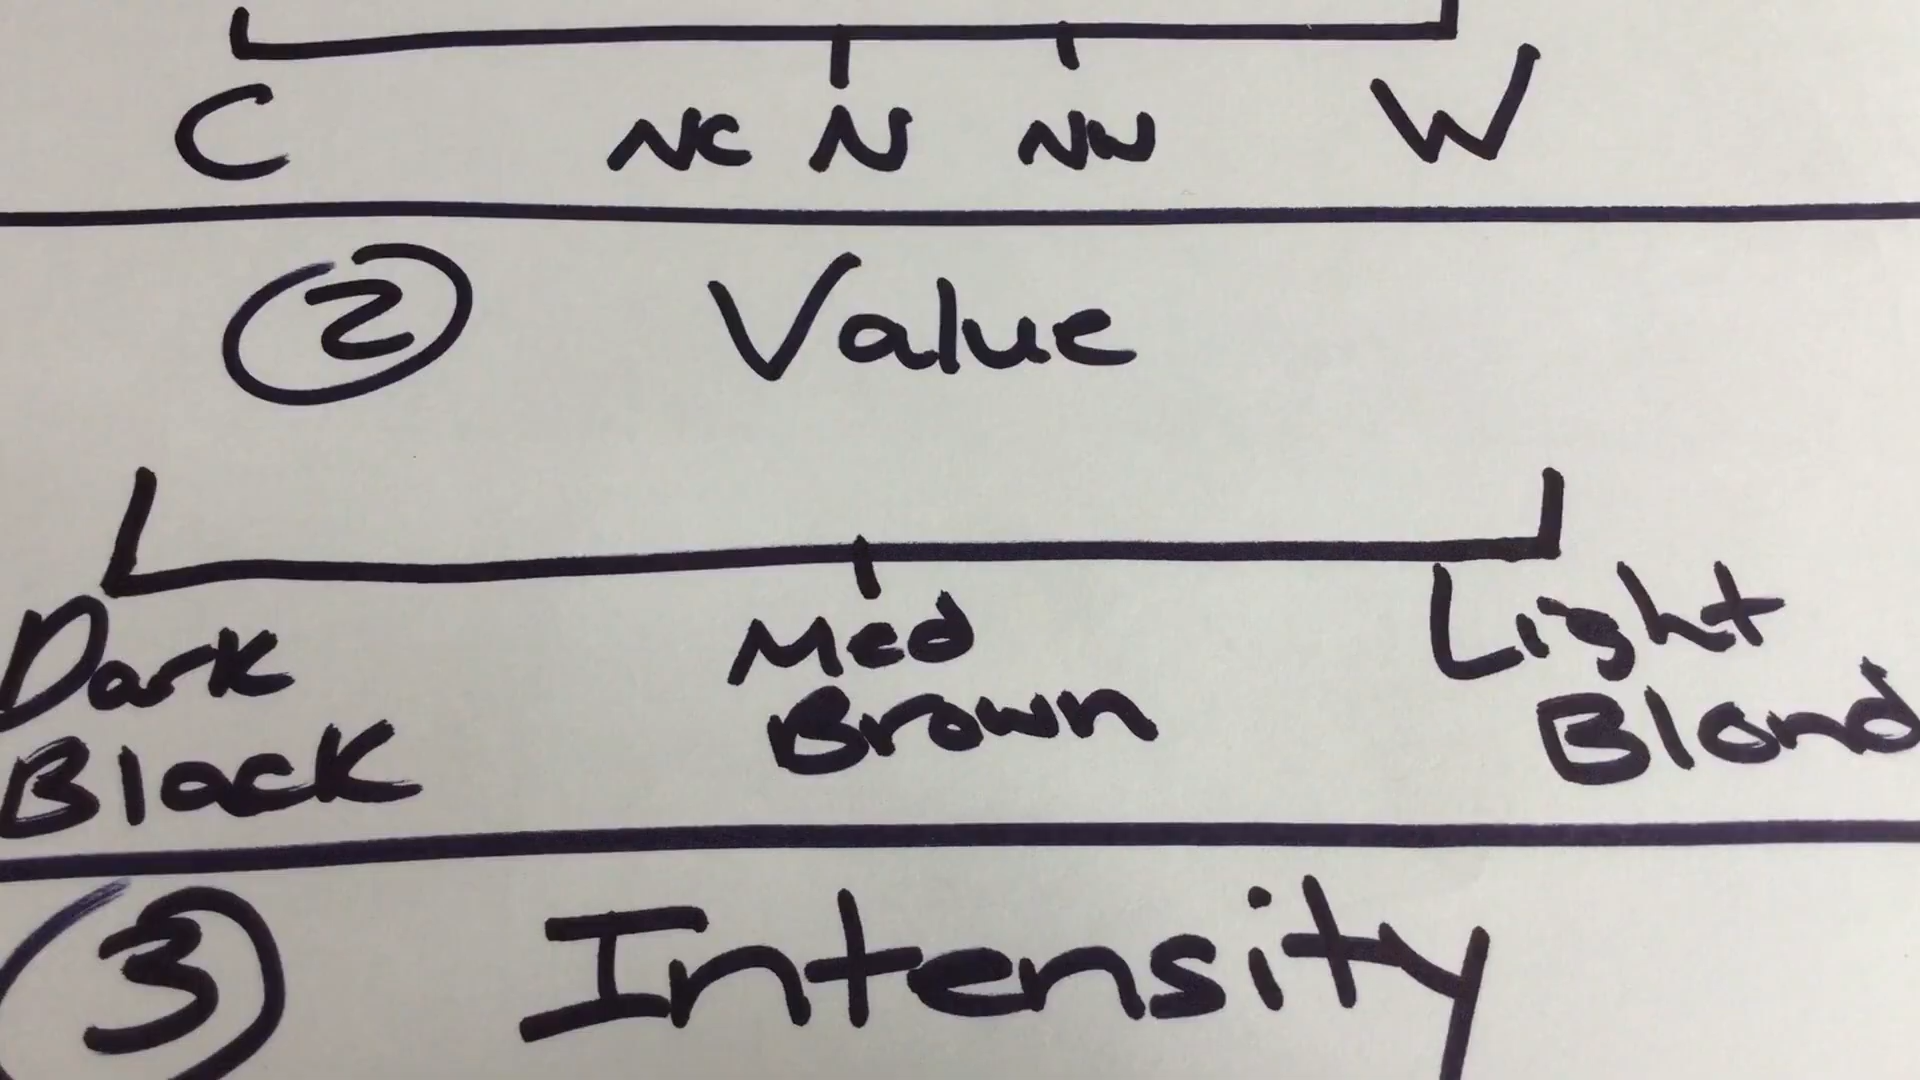 C NC N NW W
2 Value
Dark Med Light
Black Brown Blond
3 Intensity